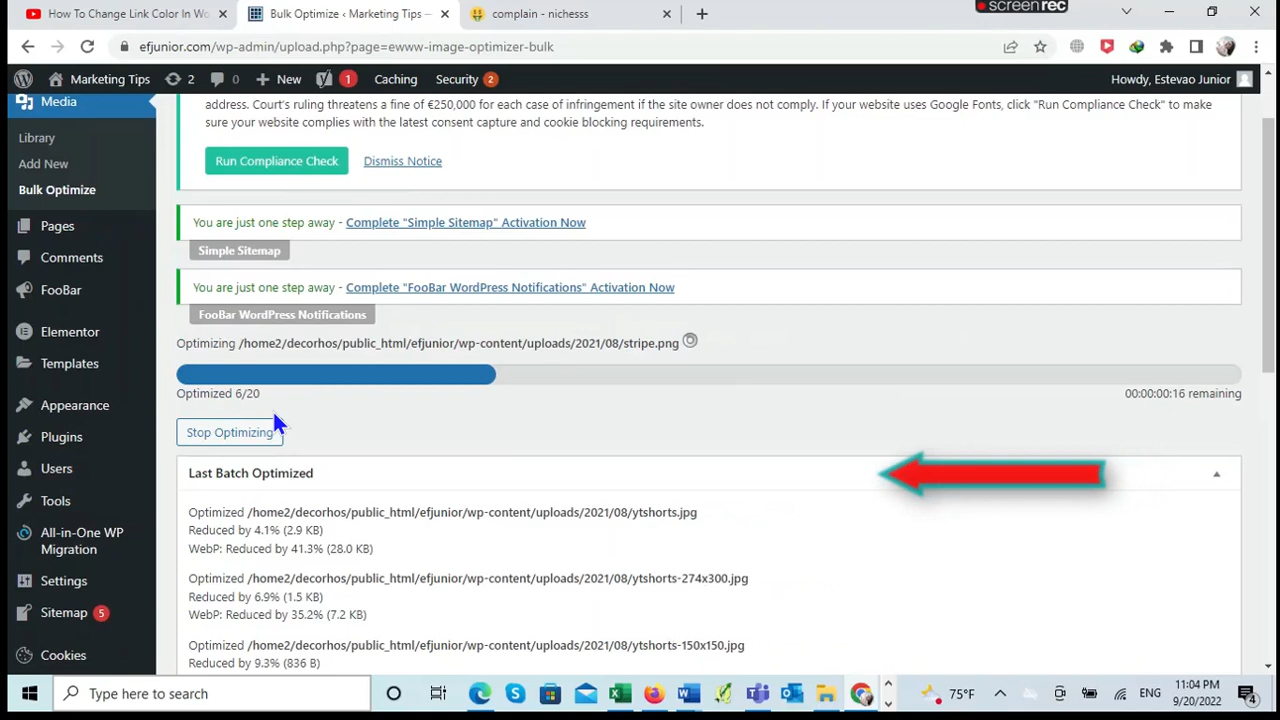 screenrec
How To Change Link Color In Wo
Bulk Optimize ‹ Marketing Tips —
complain - nichesss
efjunior.com/wp-admin/upload.php?page=ewww-image-optimizer-bulk
Marketing Tips
2
0
New
1
Caching
Security 2
Howdy, Estevao Junior
Media
Library
Add New
Bulk Optimize
Pages
Comments
FooBar
Elementor
Templates
Appearance
Plugins
Users
Tools
All-in-One WP
Migration
Settings
Sitemap 5
Cookies
address. Court's ruling threatens a fine of €250,000 for each case of infringement if the site owner does not comply. If your website uses Google Fonts, click "Run Compliance Check" to make
sure your website complies with the latest consent capture and cookie blocking requirements.
Run Compliance Check Dismiss Notice
You are just one step away - Complete "Simple Sitemap" Activation Now
Simple Sitemap
You are just one step away - Complete "FooBar WordPress Notifications" Activation Now
FooBar WordPress Notifications
Optimizing /home2/decorhos/public_html/efjunior/wp-content/uploads/2021/08/stripe.png
Optimized 6/20
00:00:00:16 remaining
Stop Optimizing
Last Batch Optimized
Optimized /home2/decorhos/public_html/efjunior/wp-content/uploads/2021/08/ytshorts.jpg
Reduced by 4.1% (2.9 KB)
WebP: Reduced by 41.3% (28.0 KB)
Optimized /home2/decorhos/public_html/efjunior/wp-content/uploads/2021/08/ytshorts-274x300.jpg
Reduced by 6.9% (1.5 KB)
WebP: Reduced by 35.2% (7.2 KB)
Optimized /home2/decorhos/public_html/efjunior/wp-content/uploads/2021/08/ytshorts-150x150.jpg
Reduced by 9.3% (836 B)
Type here to search
75°F
ENG
11:04 PM
9/20/2022
4